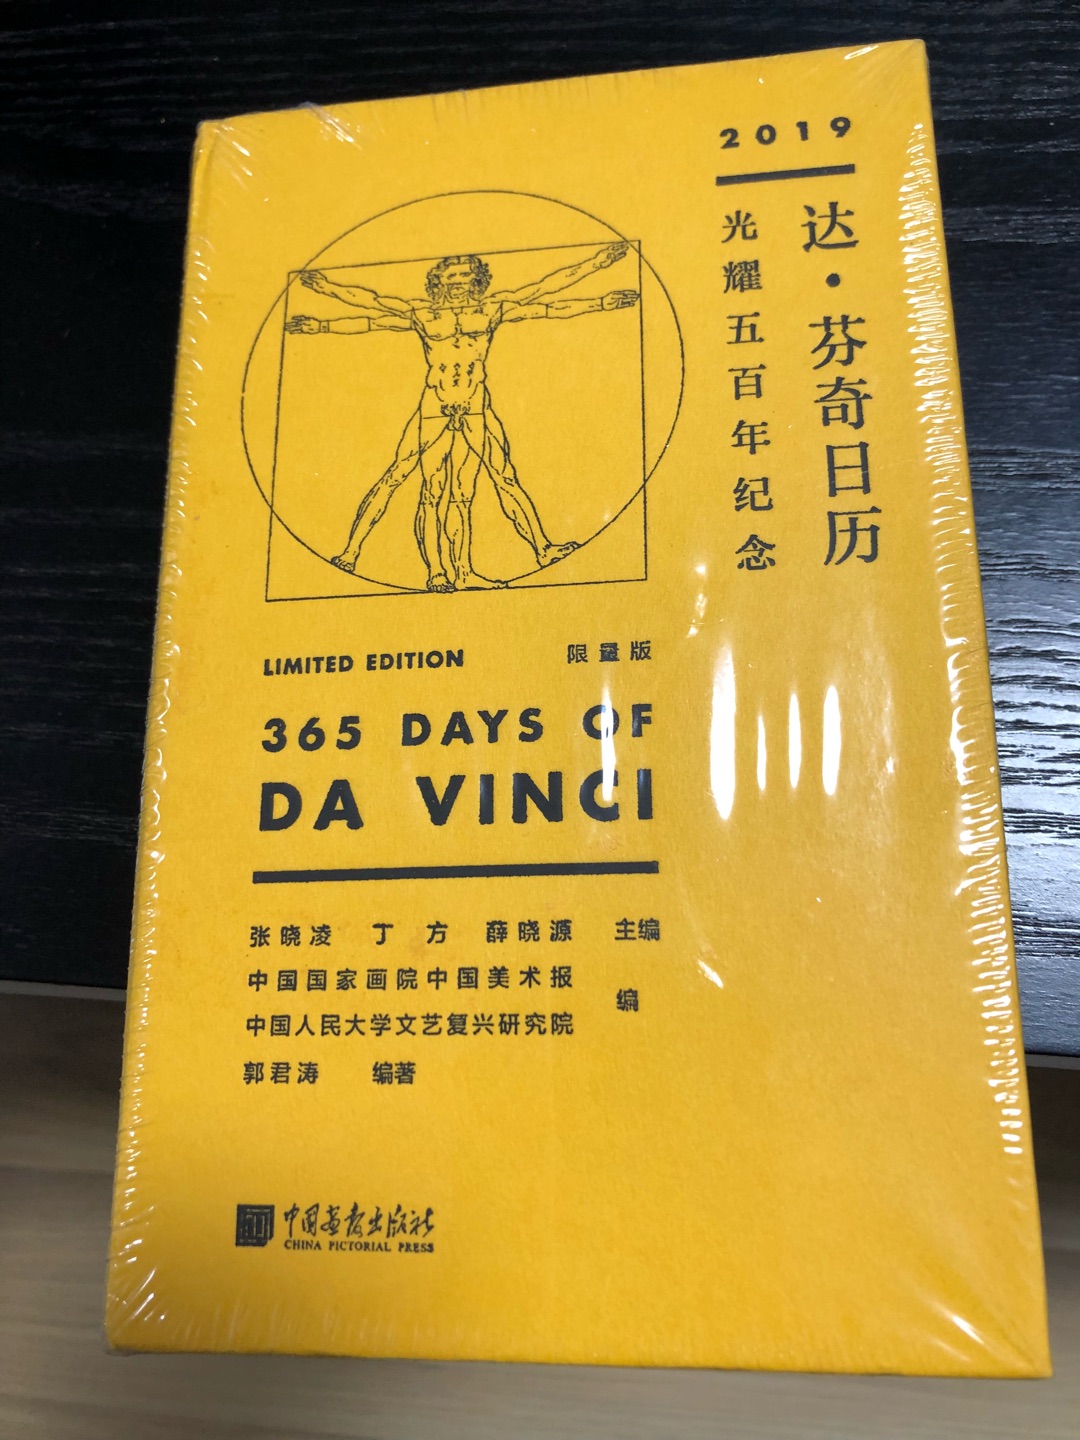 2019
达·芬奇日历
光耀五百年纪念
LIMITED EDITION 限量版
365 DAYS OF
DA VINCI
张晓凌 丁方 薛晓源 主编
中国国家画院中国美术报
编
中国人民大学文艺复兴研究院
郭君涛 编著
中国画报出版社
CHINA PICTORIAL PRESS